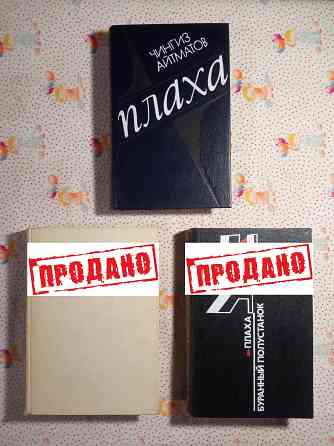 ЧИНГИЗ
АЙТМАТОВ
плаха
ПРОДАНО
ПРОДАНО
ПЛАХА
БУРАННЫЙ ПОЛУСТАНОК